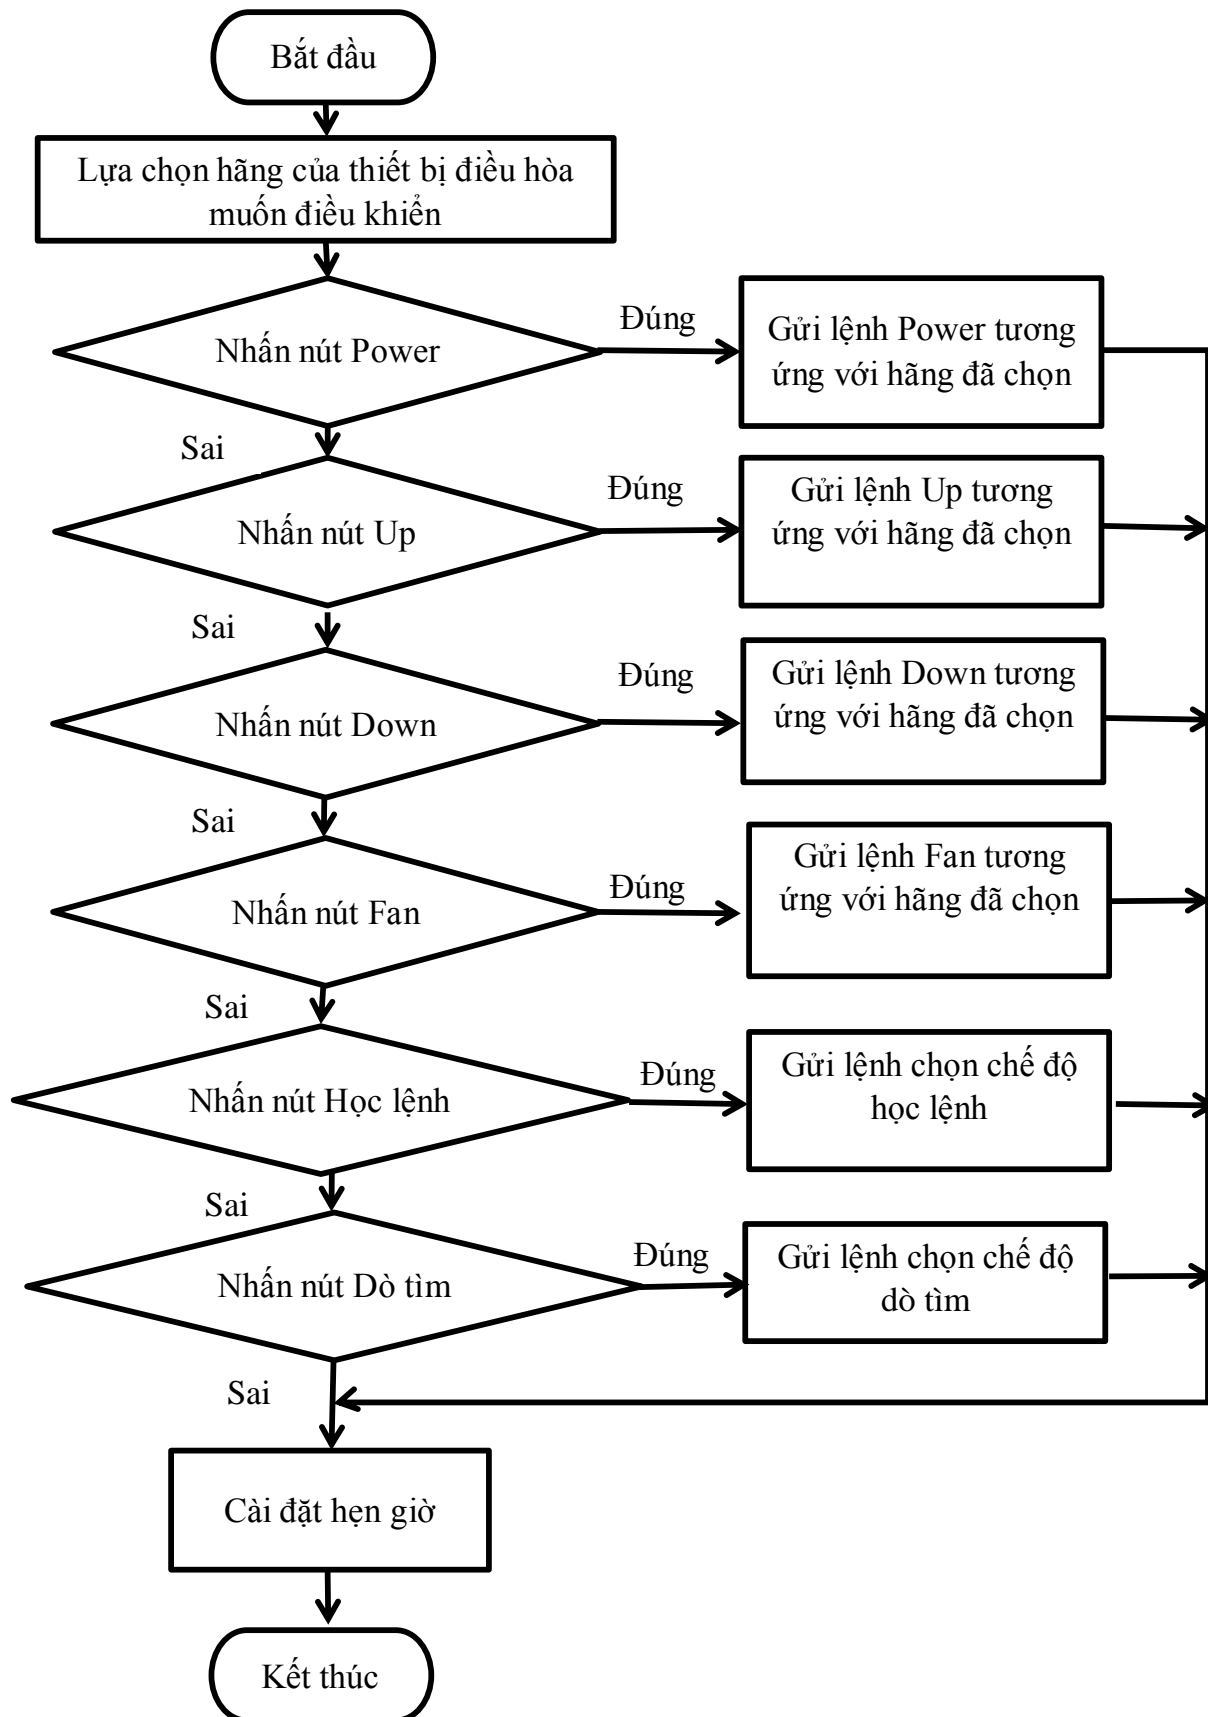 Bắt đầu
Lựa chọn hãng của thiết bị điều hòa
muốn điều khiển
Nhấn nút Power
Đúng
Gửi lệnh Power tương
ứng với hãng đã chọn
Sai
Nhấn nút Up
Đúng
Gửi lệnh Up tương
ứng với hãng đã chọn
Sai
Nhấn nút Down
Đúng
Gửi lệnh Down tương
ứng với hãng đã chọn
Sai
Nhấn nút Fan
Đúng
Gửi lệnh Fan tương
ứng với hãng đã chọn
Sai
Nhấn nút Học lệnh
Đúng
Gửi lệnh chọn chế độ
học lệnh
Sai
Nhấn nút Dò tìm
Đúng
Gửi lệnh chọn chế độ
dò tìm
Sai
Cài đặt hẹn giờ
Kết thúc